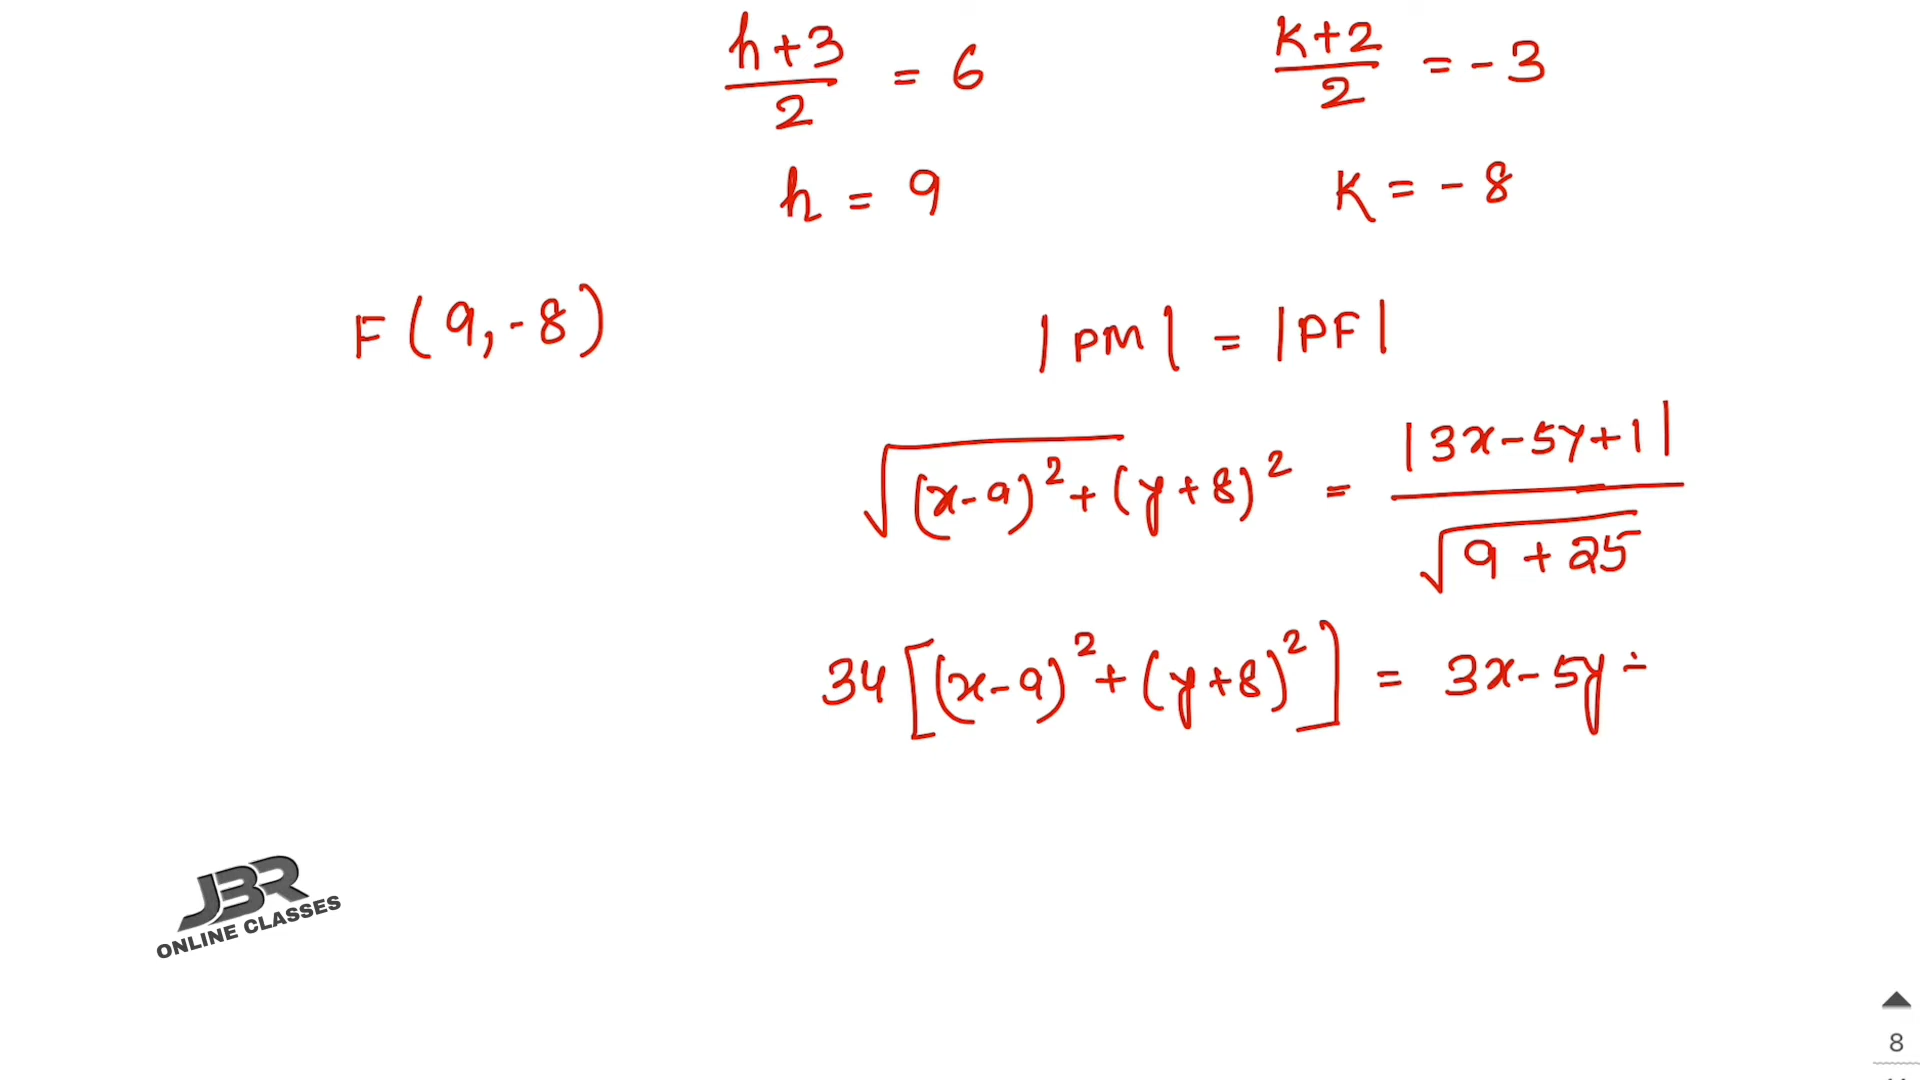 h+3/2 = 6 k+2/2 = -3
h = 9 k = -8
F(9,-8) |PM| = |PF|
√(x-9)²+(y+8)² = |3x-5y+1|/√9+25
34[(x-9)²+(y+8)²] = 3x-5y÷
JBR
ONLINE CLASSES
8